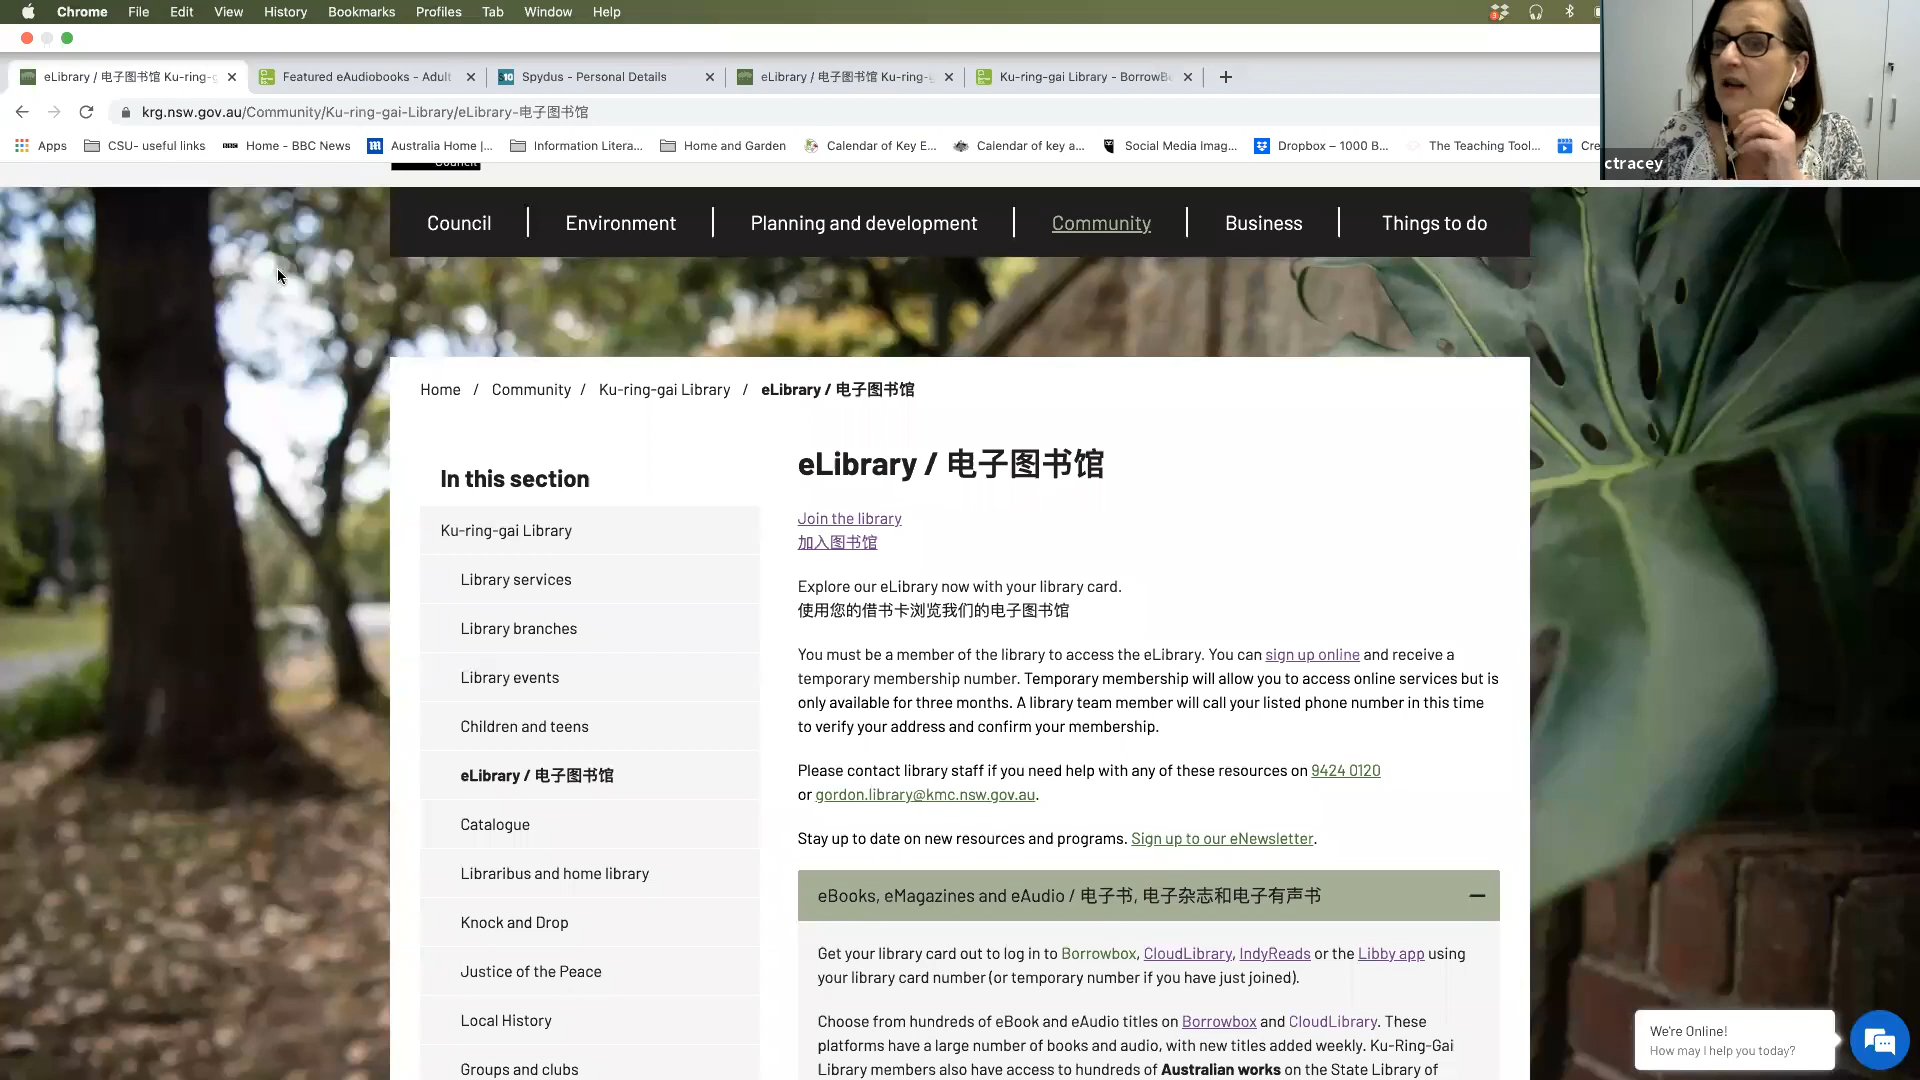 Chrome File Edit View History Bookmarks Profiles Tab Window Help
eLibrary / 电子图书馆 Ku-ring-g
Featured eAudiobooks - Adult
Spydus - Personal Details
eLibrary / 电子图书馆 Ku-ring-g
Ku-ring-gai Library - BorrowB
krg.nsw.gov.au/Community/Ku-ring-gai-Library/eLibrary-电子图书馆
Apps
CSU- useful links
Home - BBC News
Australia Home |...
Information Litera...
Home and Garden
Calendar of Key E...
Calendar of key a...
Social Media Imag...
Dropbox – 1000 B...
The Teaching Tool...
Cre
ctracey
Council
Council
Environment
Planning and development
Community
Business
Things to do
Home / Community / Ku-ring-gai Library / eLibrary / 电子图书馆
In this section
Ku-ring-gai Library
Library services
Library branches
Library events
Children and teens
eLibrary / 电子图书馆
Catalogue
Libraribus and home library
Knock and Drop
Justice of the Peace
Local History
Groups and clubs
eLibrary / 电子图书馆
Join the library
加入图书馆
Explore our eLibrary now with your library card.
使用您的借书卡浏览我们的电子图书馆
You must be a member of the library to access the eLibrary. You can sign up online and receive a
temporary membership number. Temporary membership will allow you to access online services but is
only available for three months. A library team member will call your listed phone number in this time
to verify your address and confirm your membership.
Please contact library staff if you need help with any of these resources on 9424 0120
or gordon.library@kmc.nsw.gov.au.
Stay up to date on new resources and programs. Sign up to our eNewsletter.
eBooks, eMagazines and eAudio / 电子书, 电子杂志和电子有声书
Get your library card out to log in to Borrowbox, CloudLibrary, IndyReads or the Libby app using
your library card number (or temporary number if you have just joined).
Choose from hundreds of eBook and eAudio titles on Borrowbox and CloudLibrary. These
platforms have a large number of books and audio, with new titles added weekly. Ku-Ring-Gai
Library members also have access to hundreds of Australian works on the State Library of
We're Online!
How may I help you today?